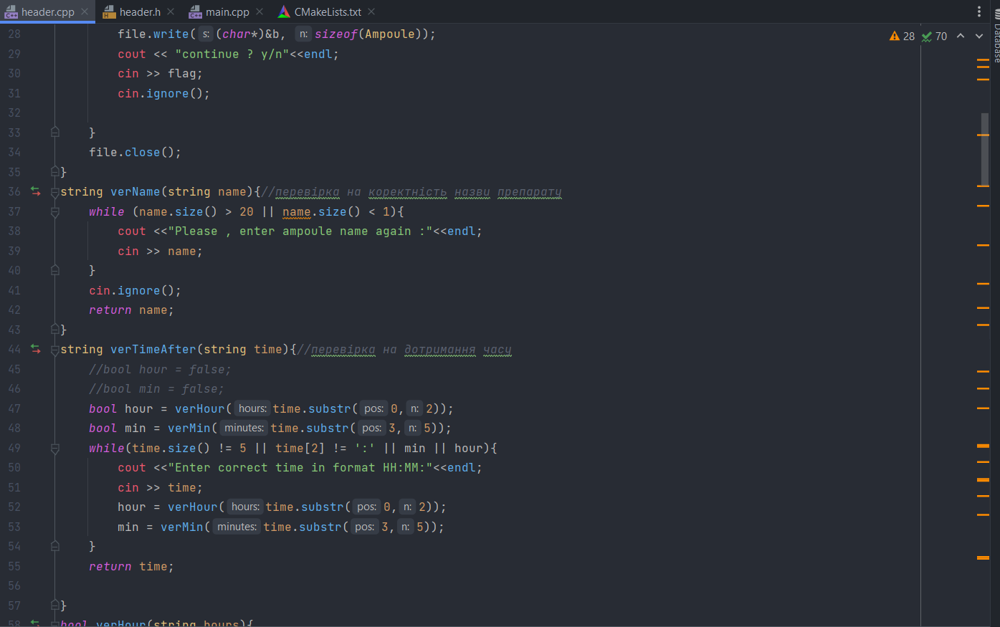 header.cpp header.h main.cpp CMakeLists.txt
28 70
Database
28 file.write( s: (char*)&b, n: sizeof(Ampoule));
29 cout << "continue ? y/n"<<endl;
30 cin >> flag;
31 cin.ignore();
32
33 }
34 file.close();
35 }
36 string verName(string name){//перевірка на коректність назви препарату
37 while (name.size() > 20 || name.size() < 1){
38 cout <<"Please , enter ampoule name again :"<<endl;
39 cin >> name;
40 }
41 cin.ignore();
42 return name;
43 }
44 string verTimeAfter(string time){//перевірка на дотримання часу
45 //bool hour = false;
46 //bool min = false;
47 bool hour = verHour( hours: time.substr( pos: 0, n: 2));
48 bool min = verMin( minutes: time.substr( pos: 3, n: 5));
49 while(time.size() != 5 || time[2] != ':' || min || hour){
50 cout <<"Enter correct time in format HH:MM:"<<endl;
51 cin >> time;
52 hour = verHour( hours: time.substr( pos: 0, n: 2));
53 min = verMin( minutes: time.substr( pos: 3, n: 5));
54 }
55 return time;
56
57 }
58 bool verHour(string hours){